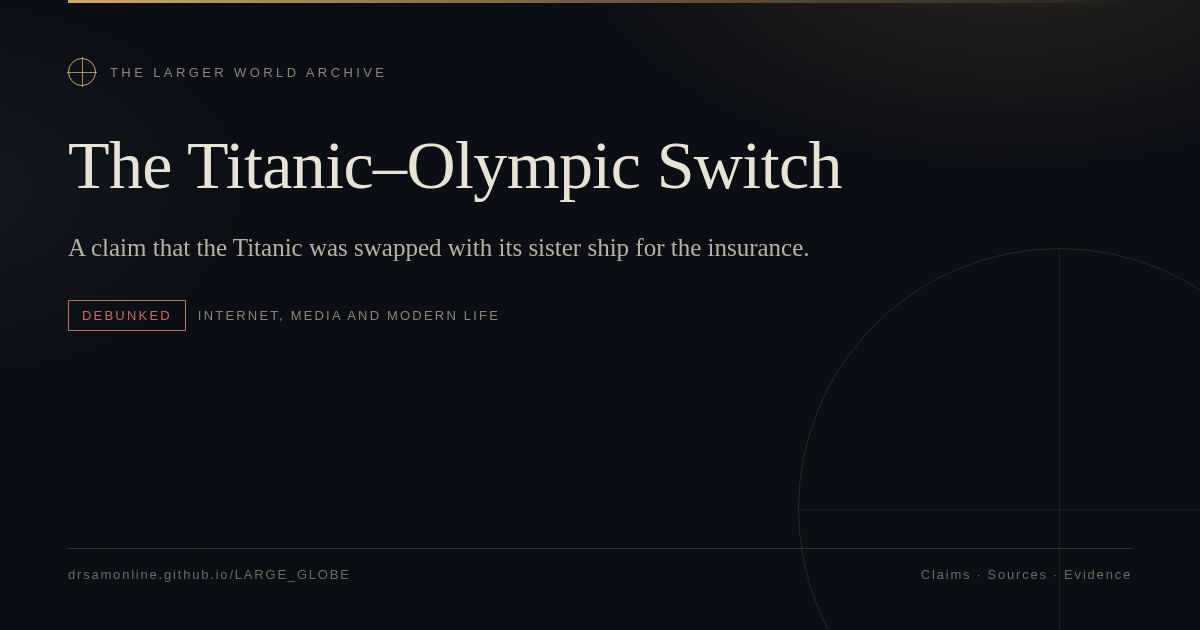 THE LARGER WORLD ARCHIVE
The Titanic–Olympic Switch
A claim that the Titanic was swapped with its sister ship for the insurance.
DEBUNKED INTERNET, MEDIA AND MODERN LIFE
drsamonline.github.io/LARGE_GLOBE Claims · Sources · Evidence